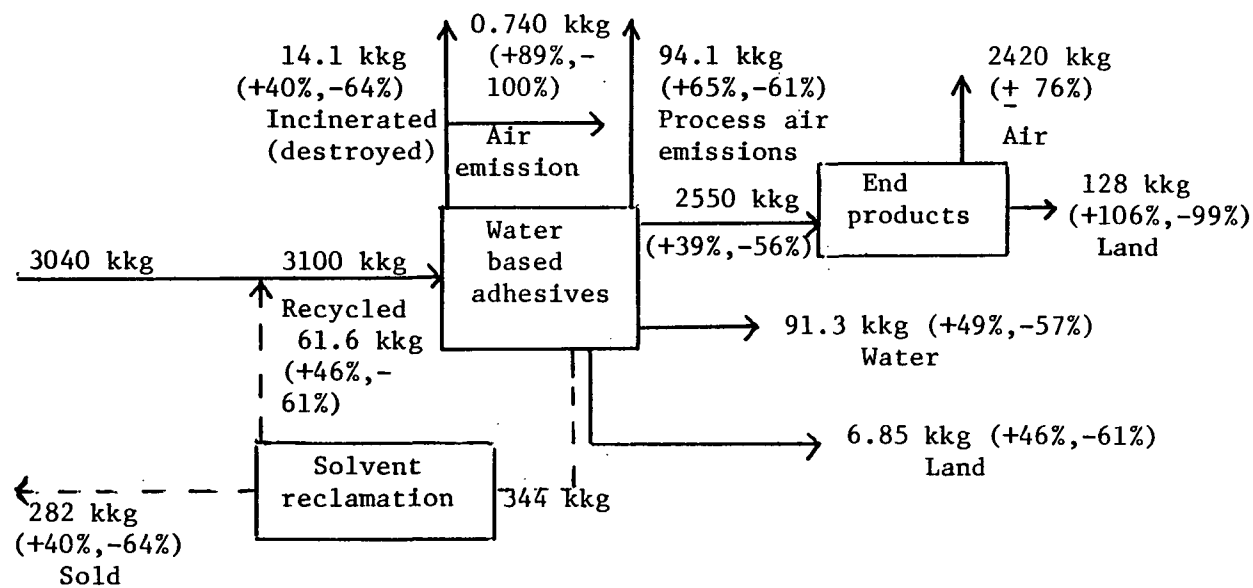 14.1 kkg
(+40%,-64%)
Incinerated
(destroyed)
0.740 kkg
(+89%,-
100%)
Air
emission
94.1 kkg
(+65%,-61%)
Process air
emissions
2420 kkg
(± 76%)
Air
End
products
128 kkg
(+106%,-99%)
Land
2550 kkg
(+39%,-56%)
3040 kkg
3100 kkg
Water
based
adhesives
Recycled
61.6 kkg
(+46%,-
61%)
91.3 kkg (+49%,-57%)
Water
6.85 kkg (+46%,-61%)
Land
Solvent
reclamation
344 kkg
282 kkg
(+40%,-64%)
Sold